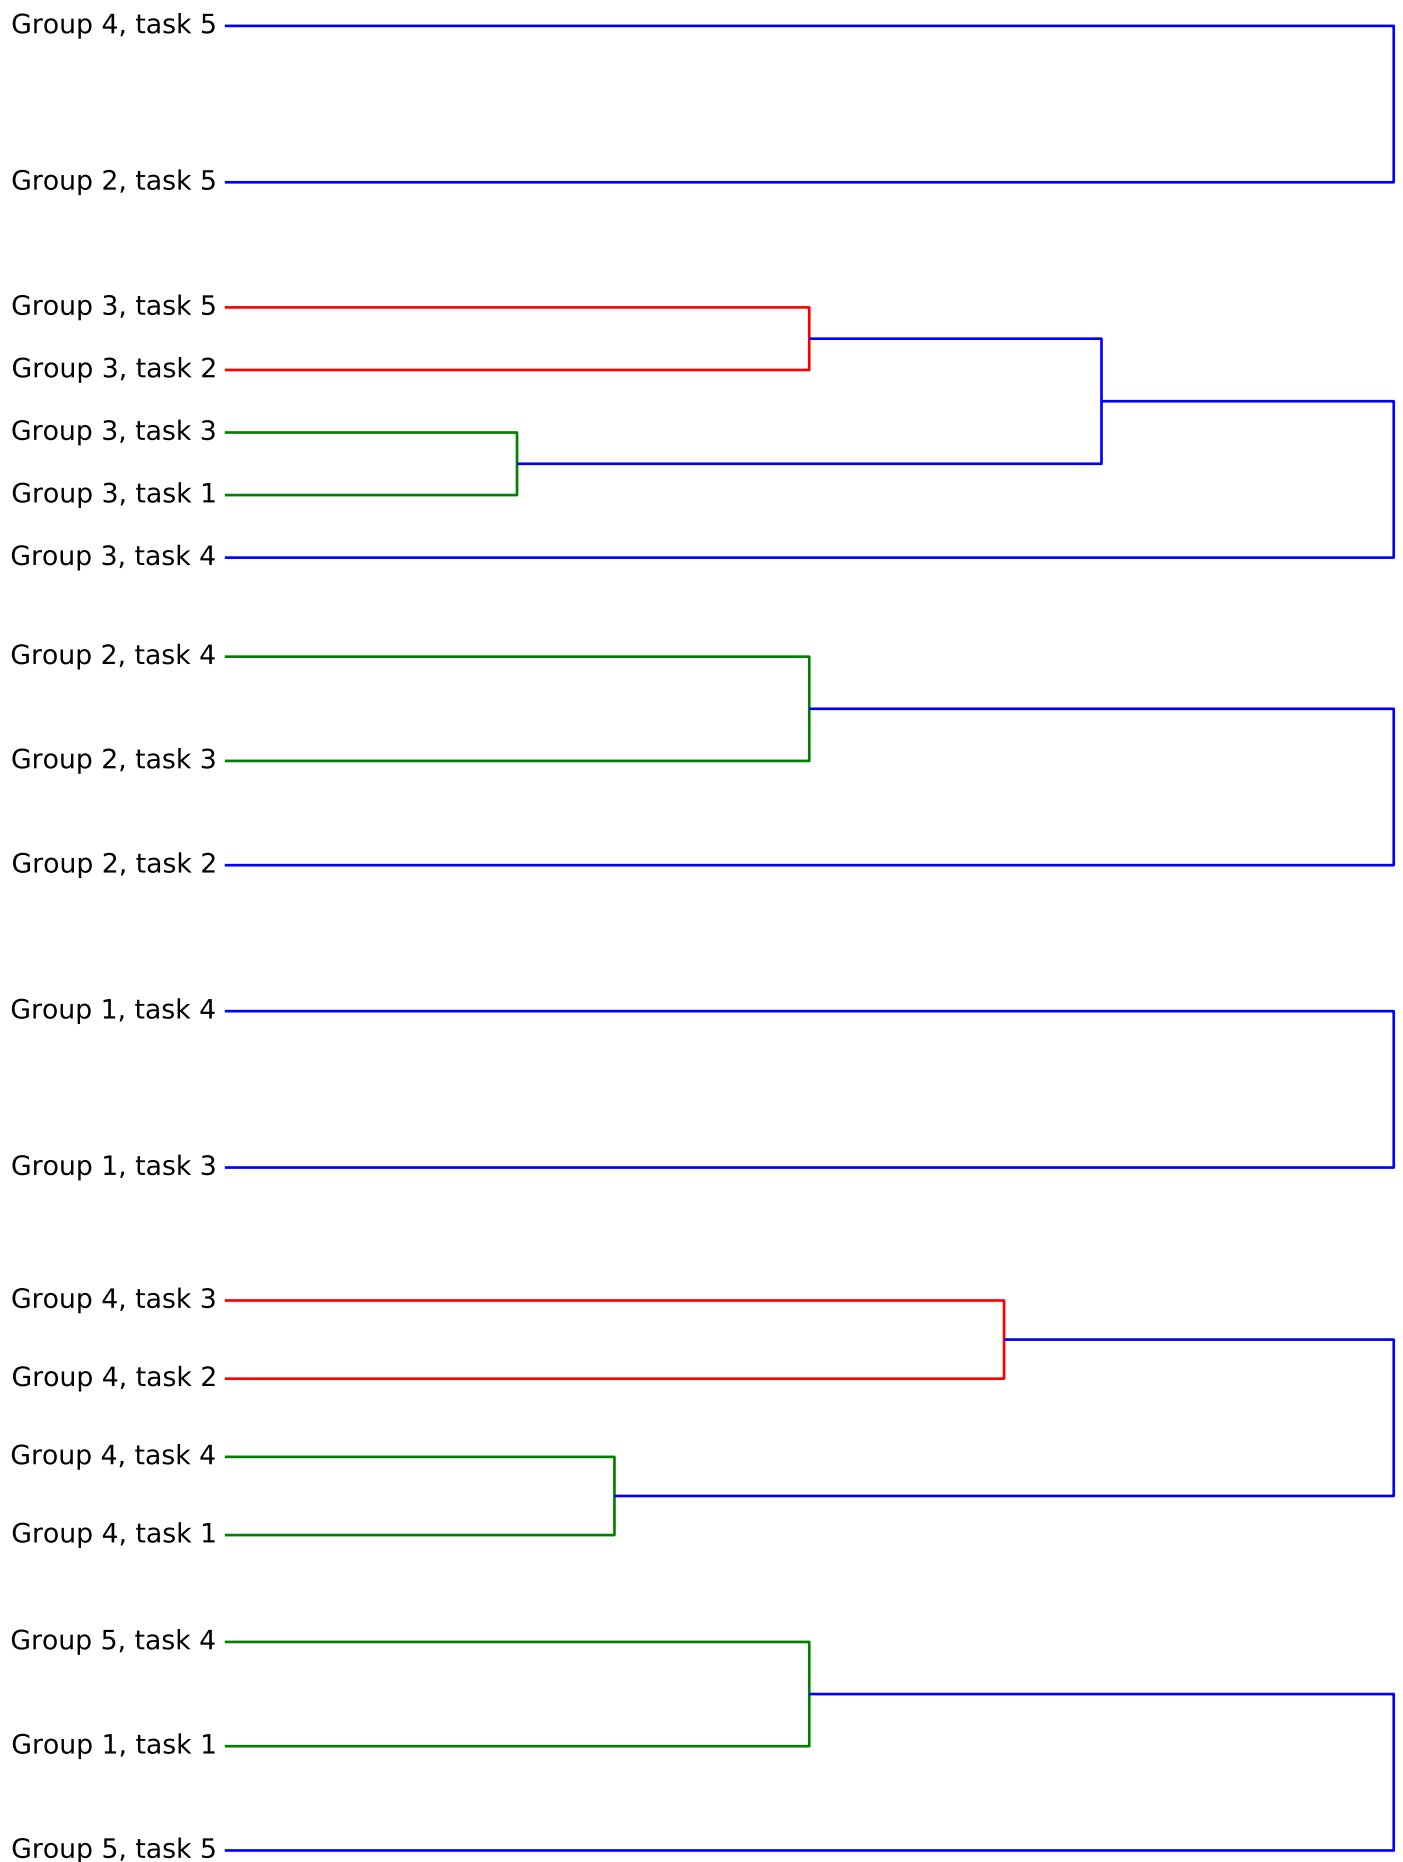 Group 4, task 5
Group 2, task 5
Group 3, task 5
Group 3, task 2
Group 3, task 3
Group 3, task 1
Group 3, task 4
Group 2, task 4
Group 2, task 3
Group 2, task 2
Group 1, task 4
Group 1, task 3
Group 4, task 3
Group 4, task 2
Group 4, task 4
Group 4, task 1
Group 5, task 4
Group 1, task 1
Group 5, task 5